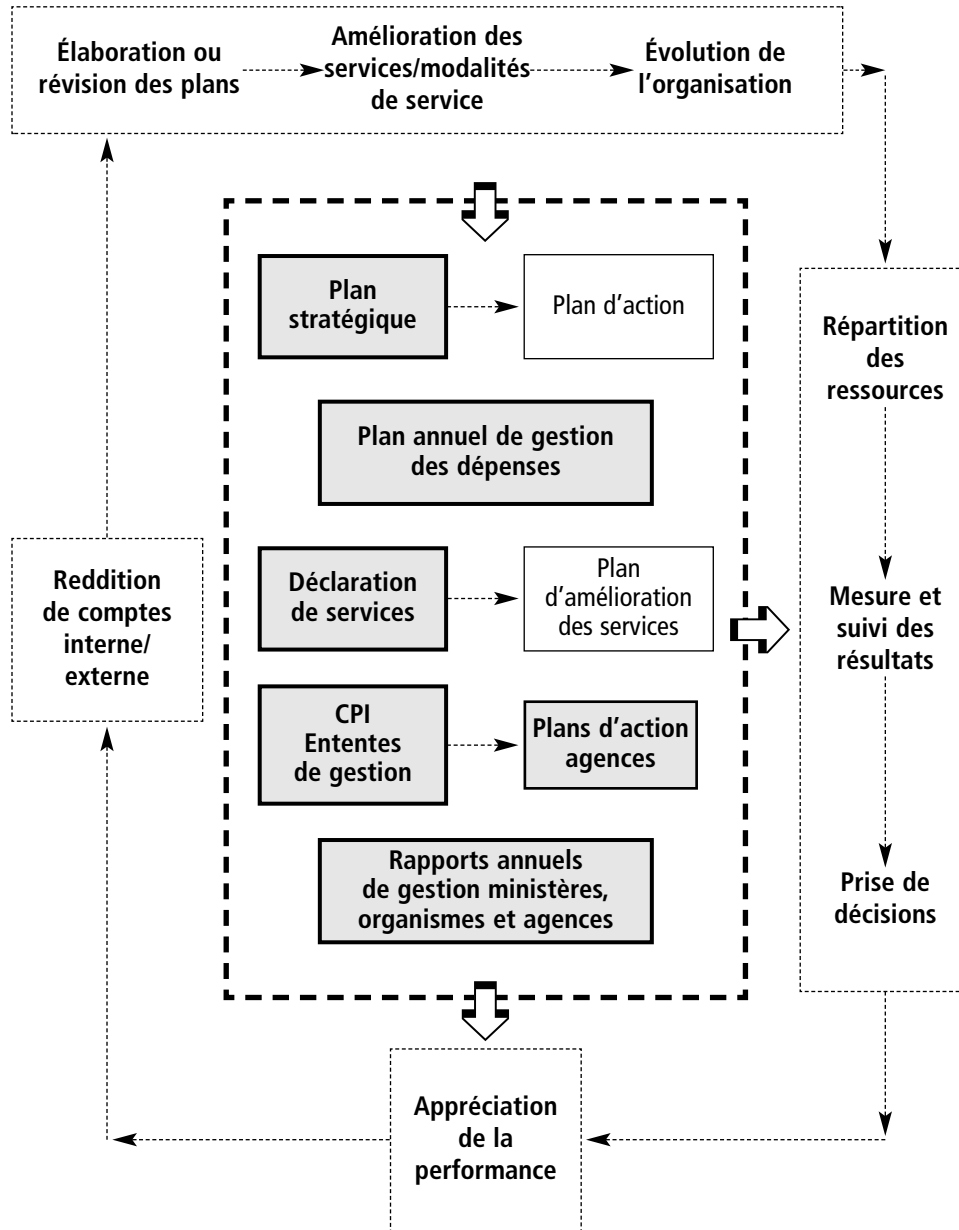 Élaboration ou
révision des plans
Amélioration des
services/modalités
de service
Évolution de
l’organisation
Plan
stratégique
Plan d’action
Plan annuel de gestion
des dépenses
Déclaration
de services
Plan
d’amélioration
des services
CPI
Ententes
de gestion
Plans d’action
agences
Rapports annuels
de gestion ministères,
organismes et agences
Répartition
des
ressources
Mesure et
suivi des
résultats
Prise de
décisions
Appréciation
de la
performance
Reddition
de comptes
interne/
externe